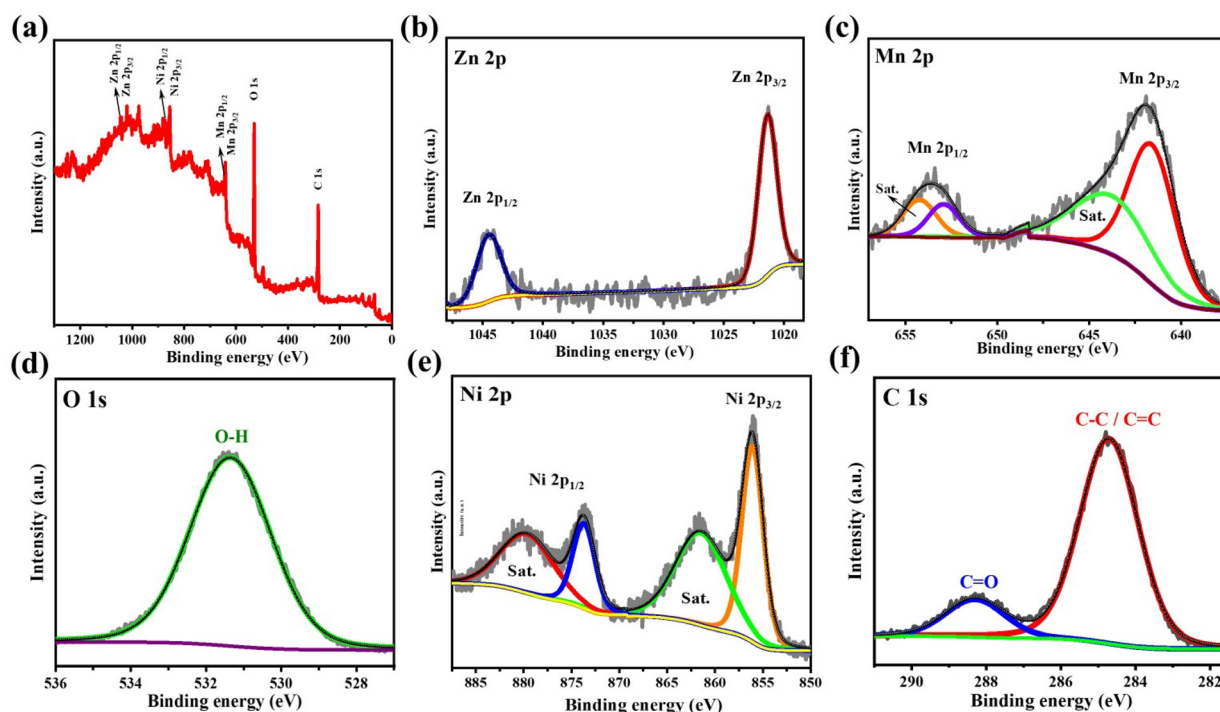 (a)
Zn 2p1/2
Zn 2p3/2
Ni 2p1/2
Ni 2p3/2
Mn 2p1/2
Mn 2p3/2
O 1s
C 1s
Intensity (a.u.)
1200 1000 800 600 400 200 0
Binding energy (eV)
(b)
Zn 2p
Zn 2p3/2
Zn 2p1/2
Intensity (a.u.)
1045 1040 1035 1030 1025 1020
Binding energy (eV)
(c)
Mn 2p
Mn 2p3/2
Mn 2p1/2
Sat.
Sat.
Intensity (a.u.)
655 650 645 640
Binding energy (eV)
(d)
O 1s
O-H
Intensity (a.u.)
536 534 532 530 528
Binding energy (eV)
(e)
Ni 2p
Ni 2p3/2
Ni 2p1/2
Intensity (a.u.)
Sat.
Sat.
Intensity (a.u.)
885 880 875 870 865 860 855 850
Binding energy (eV)
(f)
C 1s
C-C / C=C
C=O
Intensity (a.u.)
290 288 286 284 282
Binding energy (eV)